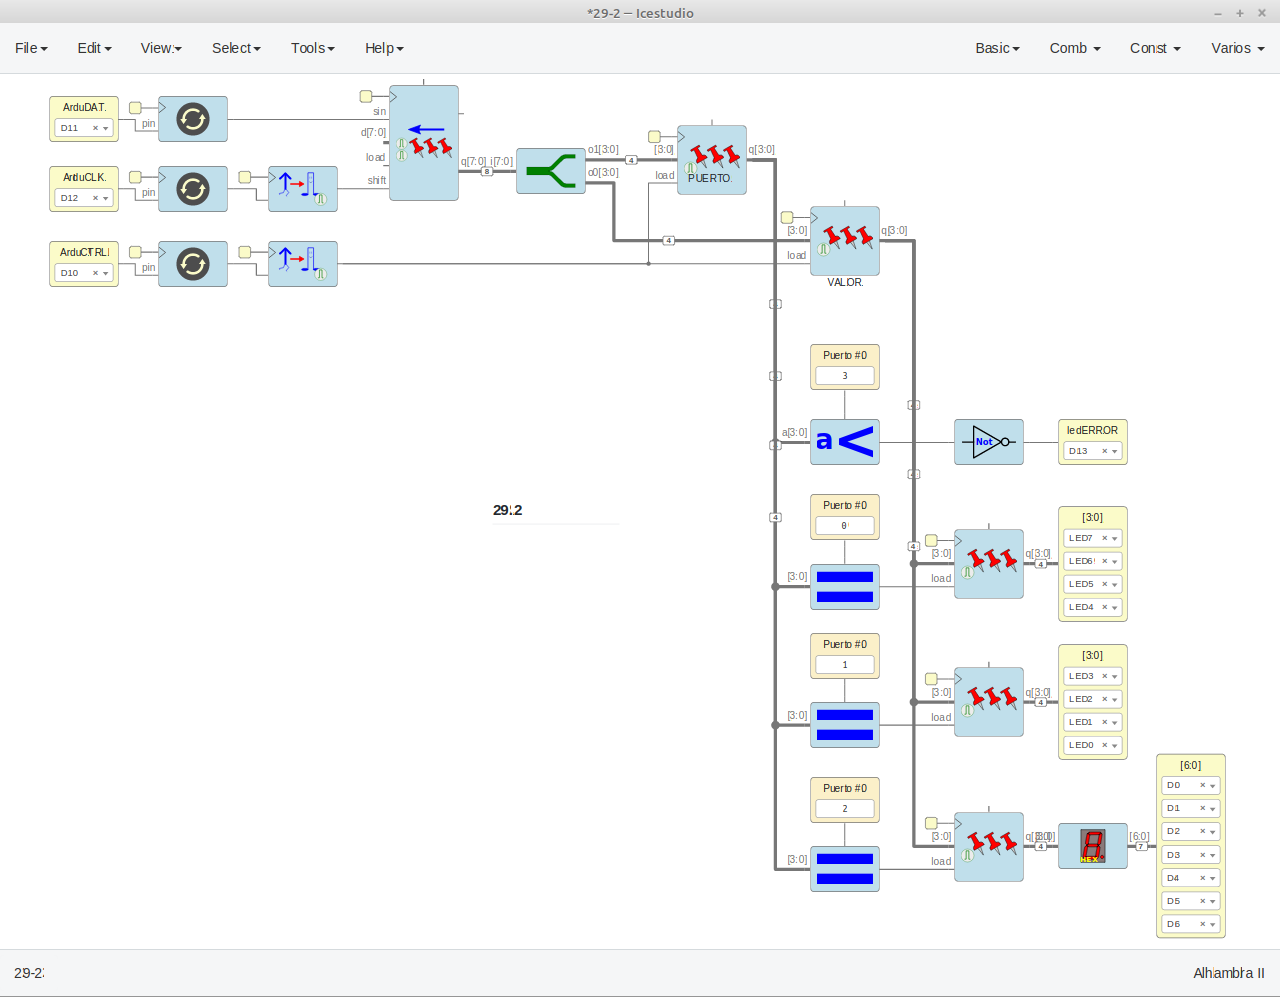 *29-2 – Icestudio
File Edit View Select Tools Help Basic Comb Const Varios
ArduDAT
D11
pin
ArduCLK
D12
pin
ArduCTRL
D10
pin
sin
d[7:0]
load
shift
q[7:0] i[7:0]
8
o1[3:0]
o0[3:0]
4
4
[3:0]
load
PUERTO
q[3:0]
[3:0]
load
VALOR
q[3:0]
Puerto #0
3
a[3:0]
a <
Not
ledERROR
D13
29.2
Puerto #0
0
[3:0]
4
4
[3:0]
load
q[3:0]
4
[3:0]
LED7
LED6
LED5
LED4
Puerto #0
1
[3:0]
[3:0]
load
q[3:0]
4
[3:0]
LED3
LED2
LED1
LED0
Puerto #0
2
[3:0]
[3:0]
load
4
HEX
[6:0]
7
[6:0]
D0
D1
D2
D3
D4
D5
D6
29-2
Alhambra II